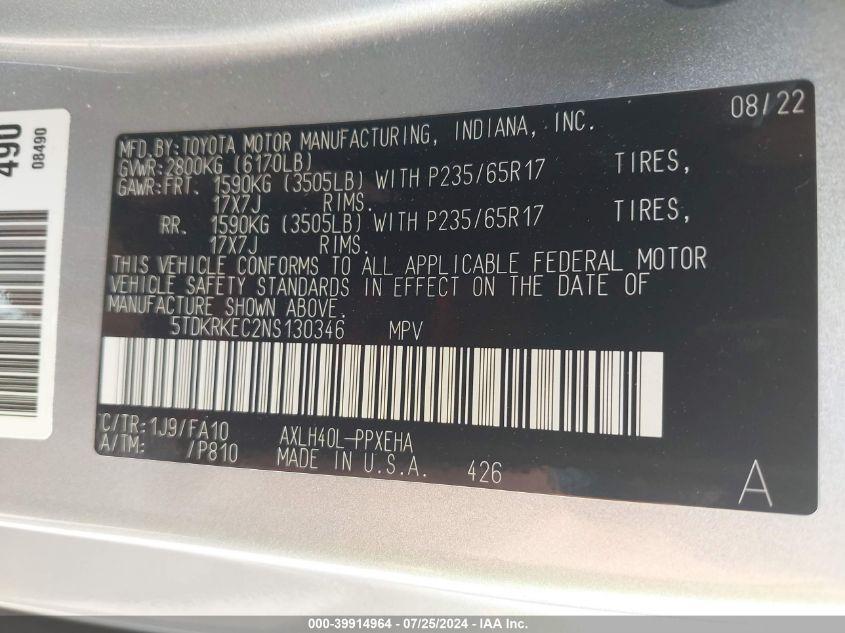 490
08490
08/22
MFD. BY: TOYOTA MOTOR MANUFACTURING, INDIANA, INC.
GVWR: 2800KG (6170LB)
GAWR: FRT. 1590KG (3505LB) WITH P235/65R17 TIRES,
17X7J RIMS.
RR. 1590KG (3505LB) WITH P235/65R17 TIRES,
17X7J RIMS.
THIS VEHICLE CONFORMS TO ALL APPLICABLE FEDERAL MOTOR
VEHICLE SAFETY STANDARDS IN EFFECT ON THE DATE OF
MANUFACTURE SHOWN ABOVE.
5TDKRKEC2NS130346 MPV
C/TR: 1J9/FA10 AXLH40L-PPXEHA
A/TM: /P810 MADE IN U.S.A. 426
A
000-39914964 - 07/25/2024 - IAA Inc.